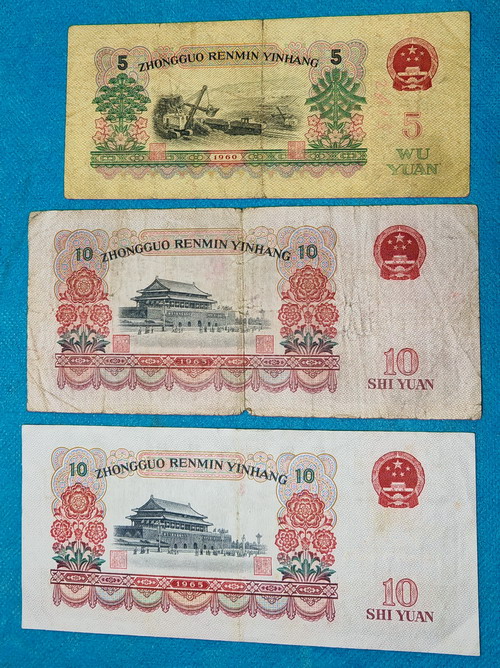 5 ZHONGGUO RENMIN YINHANG 5
5
WU
YUAN
1960
10 ZHONGGUO RENMIN YINHANG 10
10
SHI YUAN
1965
10 ZHONGGUO RENMIN YINHANG 10
10
SHI YUAN
1965